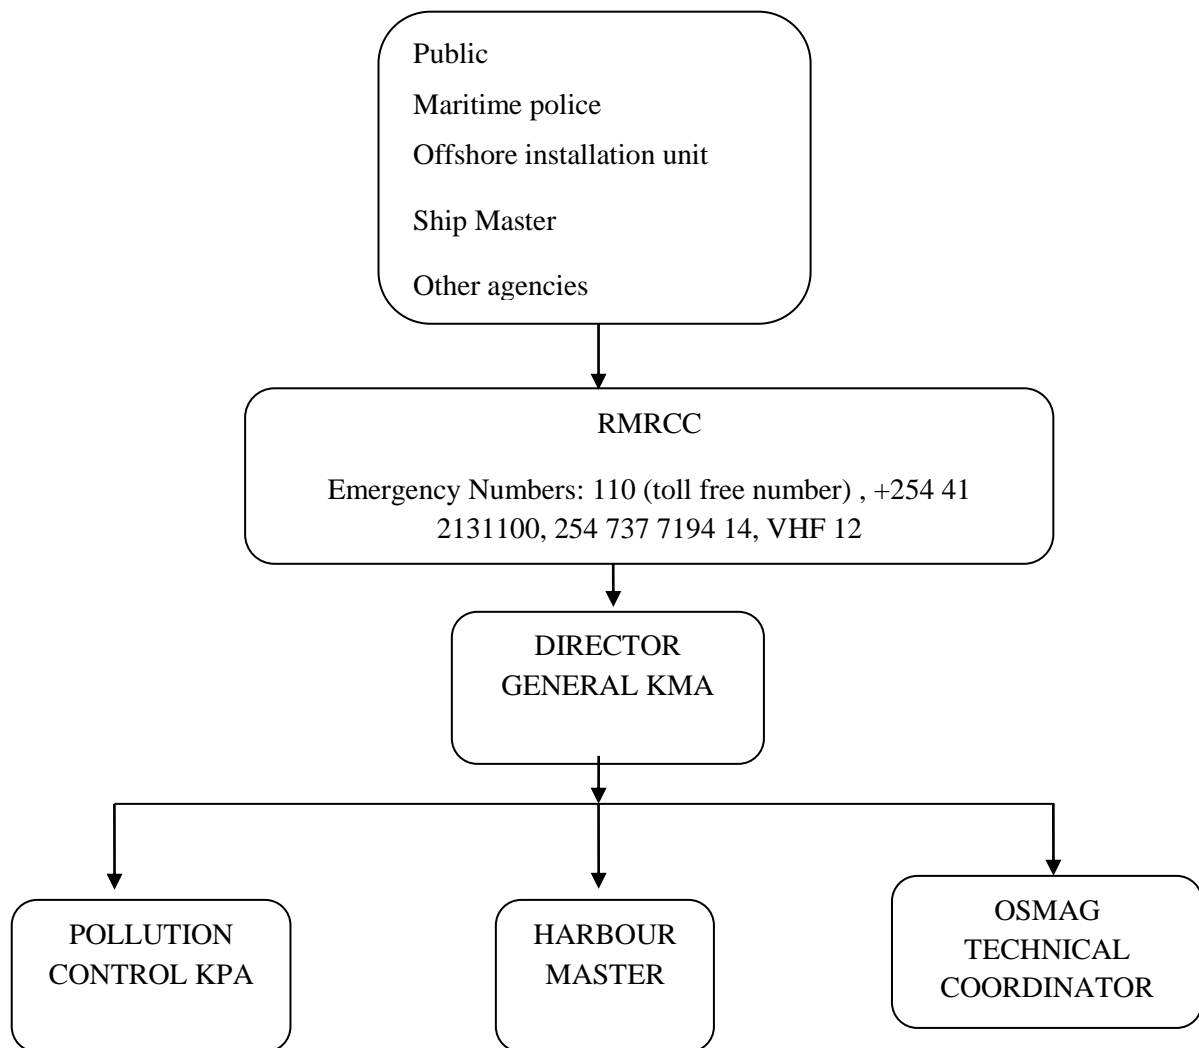 Public
Maritime police
Offshore installation unit
Ship Master
Other agencies
RMRCC
Emergency Numbers: 110 (toll free number) , +254 41
2131100, 254 737 7194 14, VHF 12
DIRECTOR
GENERAL KMA
POLLUTION
CONTROL KPA
HARBOUR
MASTER
OSMAG
TECHNICAL
COORDINATOR